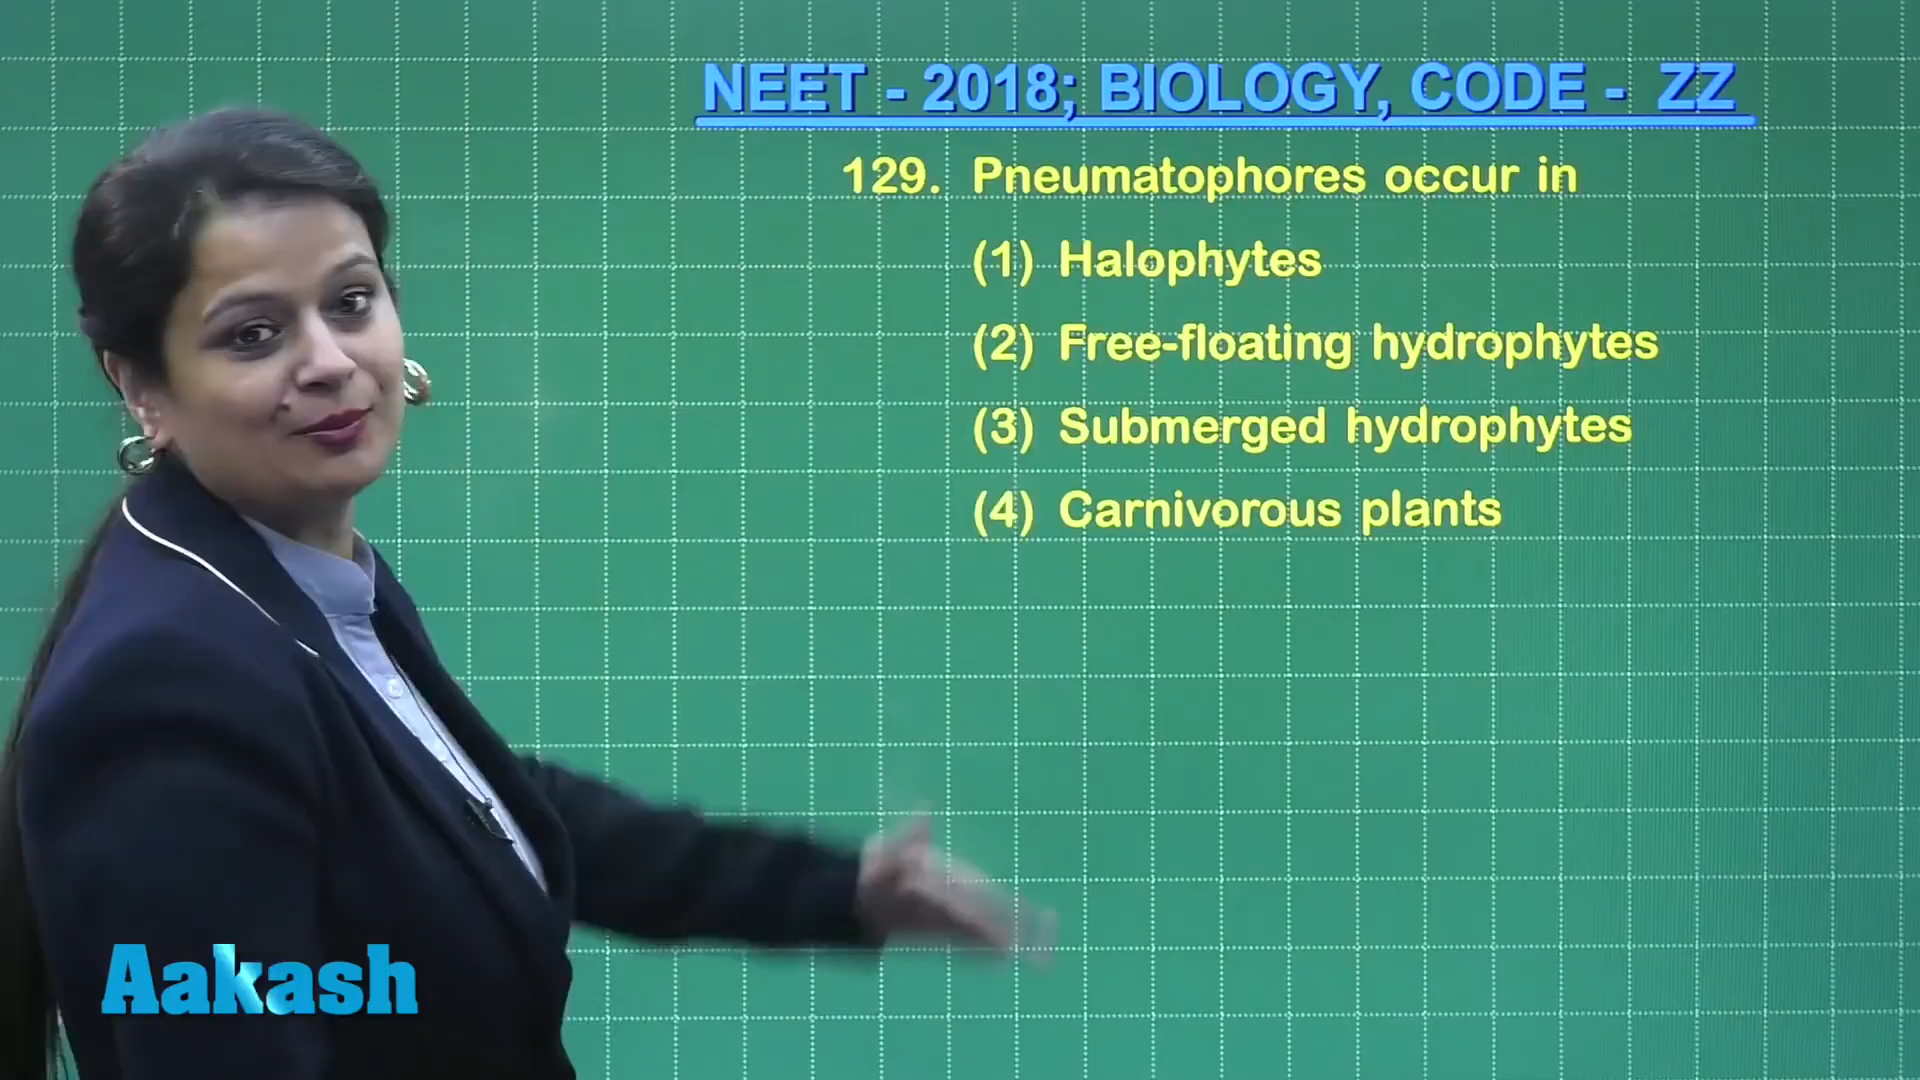 NEET - 2018; BIOLOGY, CODE - ZZ
129. Pneumatophores occur in
(1) Halophytes
(2) Free-floating hydrophytes
(3) Submerged hydrophytes
(4) Carnivorous plants
Aakash